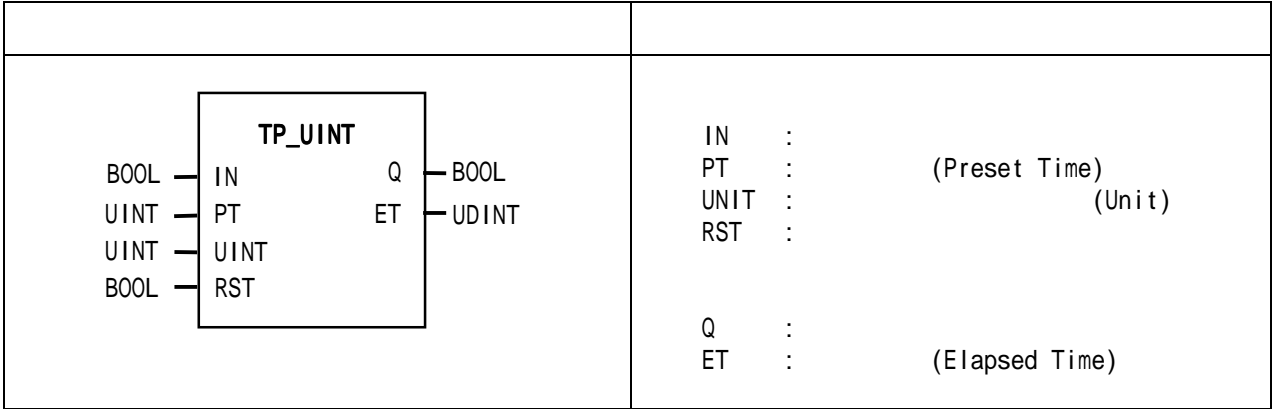 TP_UINT
BOOL IN Q BOOL
UINT PT ET UDINT
UINT UINT
BOOL RST
IN :
PT : (Preset Time)
UNIT : (Unit)
RST :
Q :
ET : (Elapsed Time)